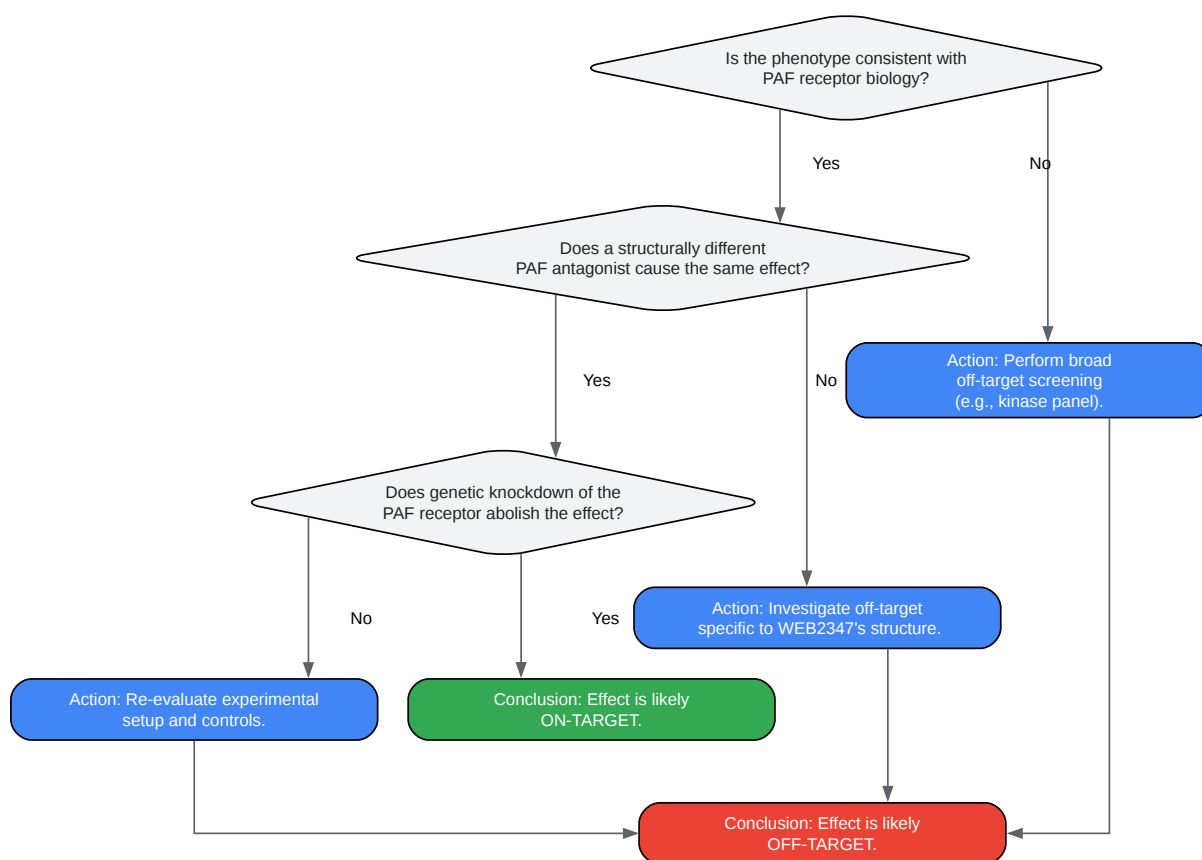 Is the phenotype consistent with
PAF receptor biology?
Yes
No
Does a structurally different
PAF antagonist cause the same effect?
Yes
No
Action: Perform broad
off-target screening
(e.g., kinase panel).
Does genetic knockdown of the
PAF receptor abolish the effect?
No
Yes
Action: Investigate off-target
specific to WEB2347's structure.
Action: Re-evaluate experimental
setup and controls.
Conclusion: Effect is likely
ON-TARGET.
Conclusion: Effect is likely
OFF-TARGET.